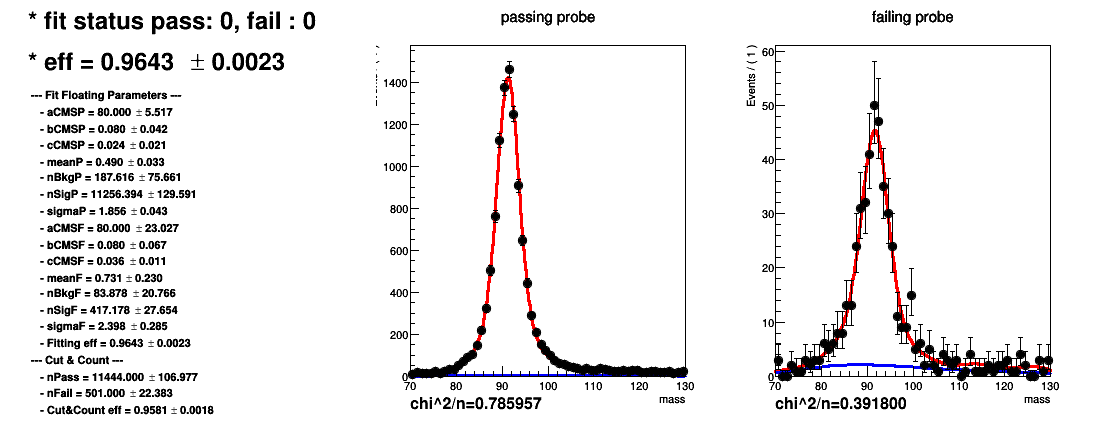 * fit status pass: 0, fail : 0
* eff = 0.9643 ± 0.0023
--- Fit Floating Parameters ---
- aCMSP = 80.000 ± 5.517
- bCMSP = 0.080 ± 0.042
- cCMSP = 0.024 ± 0.021
- meanP = 0.490 ± 0.033
- nBkgP = 187.616 ± 75.661
- nSigP = 11256.394 ± 129.591
- sigmaP = 1.856 ± 0.043
- aCMSF = 80.000 ± 23.027
- bCMSF = 0.080 ± 0.067
- cCMSF = 0.036 ± 0.011
- meanF = 0.731 ± 0.230
- nBkgF = 83.878 ± 20.766
- nSigF = 417.178 ± 27.654
- sigmaF = 2.398 ± 0.285
- Fitting eff = 0.9643 ± 0.0023
--- Cut & Count ---
- nPass = 11444.000 ± 106.977
- nFail = 501.000 ± 22.383
- Cut&Count eff = 0.9581 ± 0.0018
passing probe
1400
1200
1000
800
600
400
200
0
70 80 90 100 110 120 130
mass
chi^2/n=0.785957
failing probe
Events / ( 1 )
60
50
40
30
20
10
0
70 80 90 100 110 120 130
mass
chi^2/n=0.391800